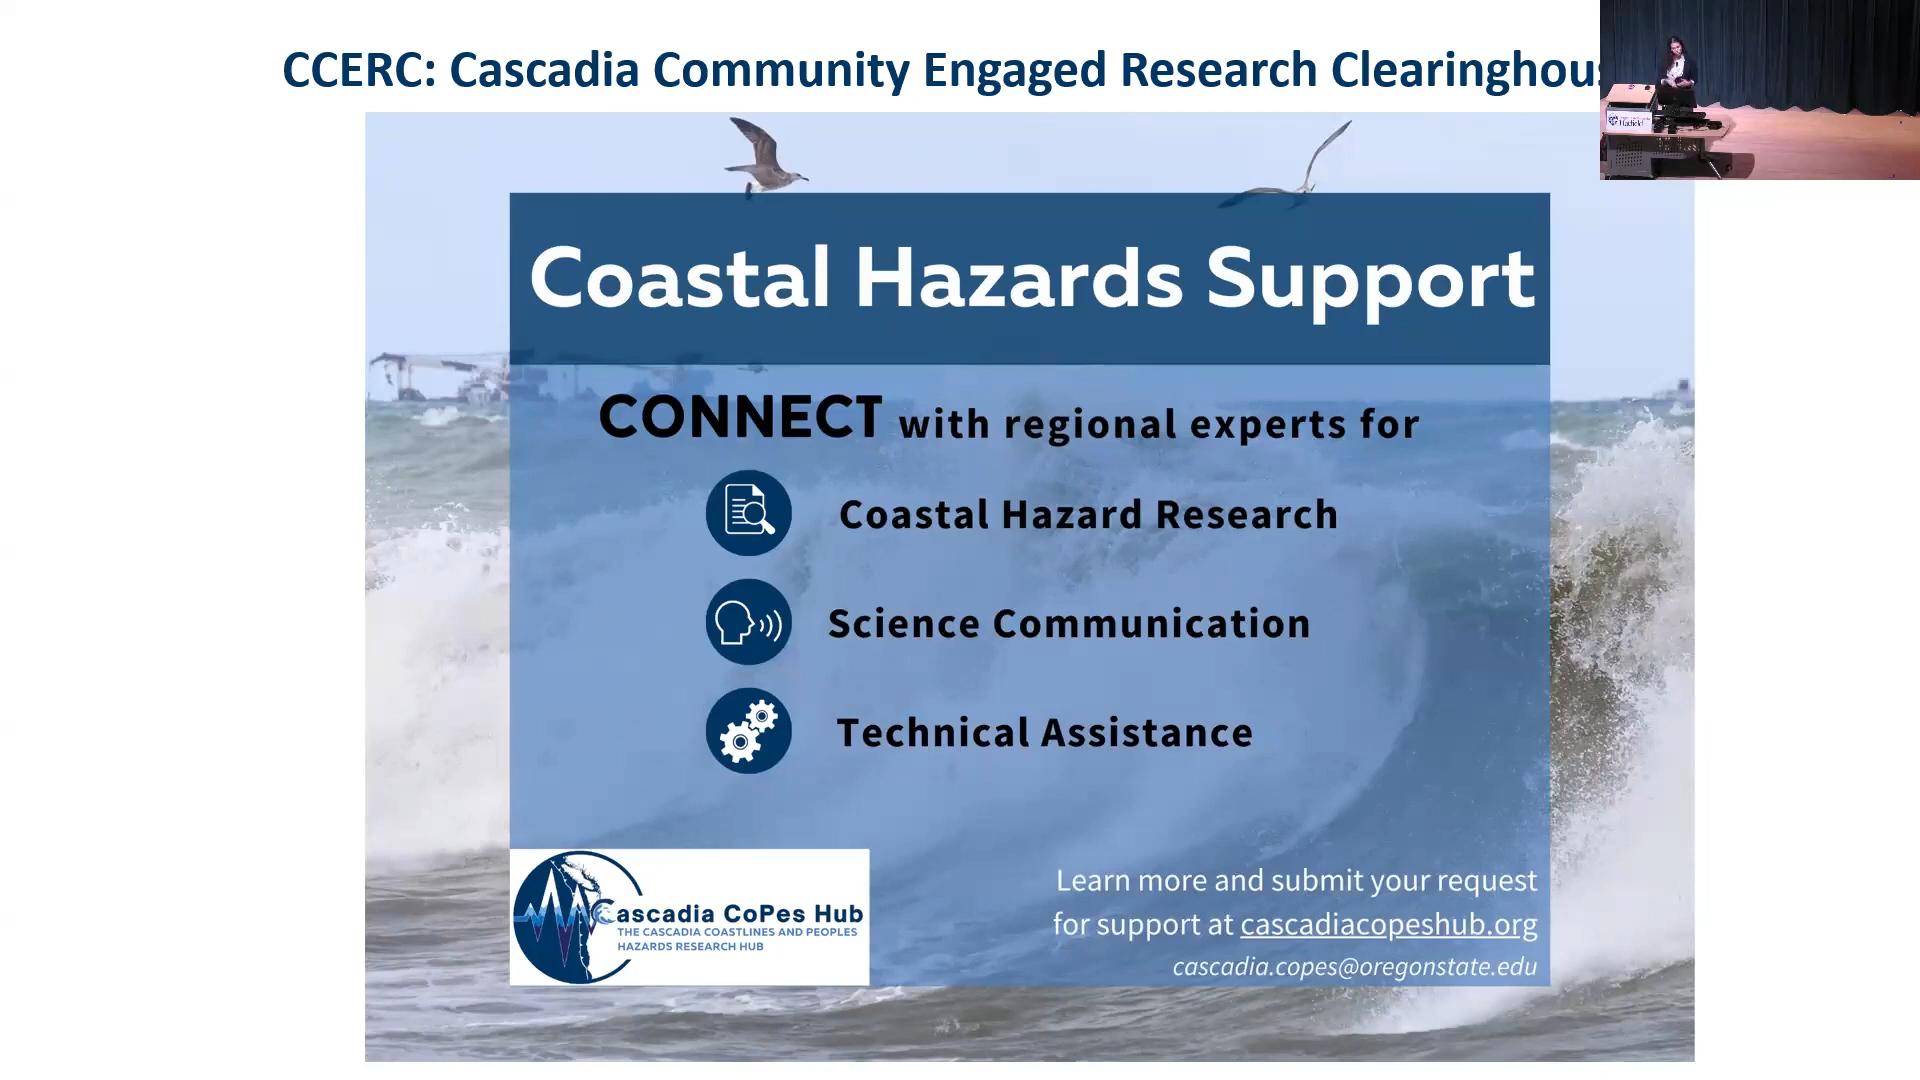 CCERC: Cascadia Community Engaged Research Clearinghou
Coastal Hazards Support
CONNECT with regional experts for
Coastal Hazard Research
Science Communication
Technical Assistance
Cascadia CoPes Hub
THE CASCADIA COASTLINES AND PEOPLES
HAZARDS RESEARCH HUB
Learn more and submit your request
for support at cascadiacopeshub.org
cascadia.copes@oregonstate.edu
Hatfield